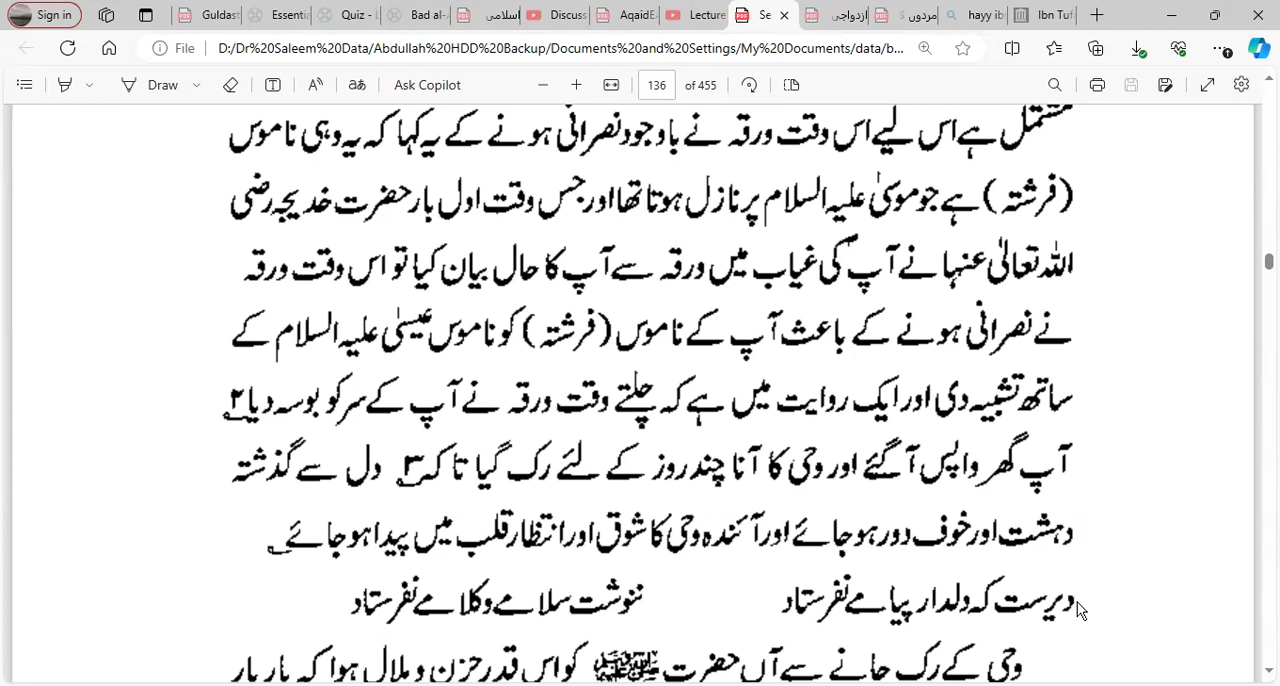 Sign in
Guldast
Essentia
Quiz - L
Bad al-A
اسلامی
Discuss
AqaidE
Lecture
Se
ازدواجی
مردوں
hayy ib
Ibn Tuf
File
D:/Dr%20Saleem%20Data/Abdullah%20HDD%20Backup/Documents%20and%20Settings/My%20Documents/data/b...
Draw
Ask Copilot
136 of 455
مشتمل ہے اس لیے اس وقت ورقہ نے باوجود نصرانی ہونے کے یہ کہا کہ یہ وہی ناموس
(فرشتہ) ہے جو موسیٰ علیہ السلام پر نازل ہوتا تھا اور جس وقت اول بار حضرت خدیجہ رضی
اللہ تعالیٰ عنہا نے آپ کی غیاب میں ورقہ سے آپ کا حال بیان کیا تو اس وقت ورقہ
نے نصرانی ہونے کے باعث آپ کے ناموس (فرشتہ) کو ناموس عیسیٰ علیہ السلام کے
ساتھ تشبیہ دی اور ایک روایت میں ہے کہ چلتے وقت ورقہ نے آپ کے سر کو بوسہ دیا ۲؎
آپ گھر واپس آگئے اور وحی کا آنا چند روز کے لئے رک گیا تاکہ ۳؎ دل سے گذشتہ
دہشت اور خوف دور ہو جائے اور آئندہ وحی کا شوق اور انتظار قلب میں پیدا ہو جائے
دیرست کہ دلدار پیامے نفرستاد ننوشت سلامے و کلامے نفرستاد
وحی کے رک جانے سے آں حضرت ﷺ کو اس قدر حزن و ملال ہوا کہ بار بار